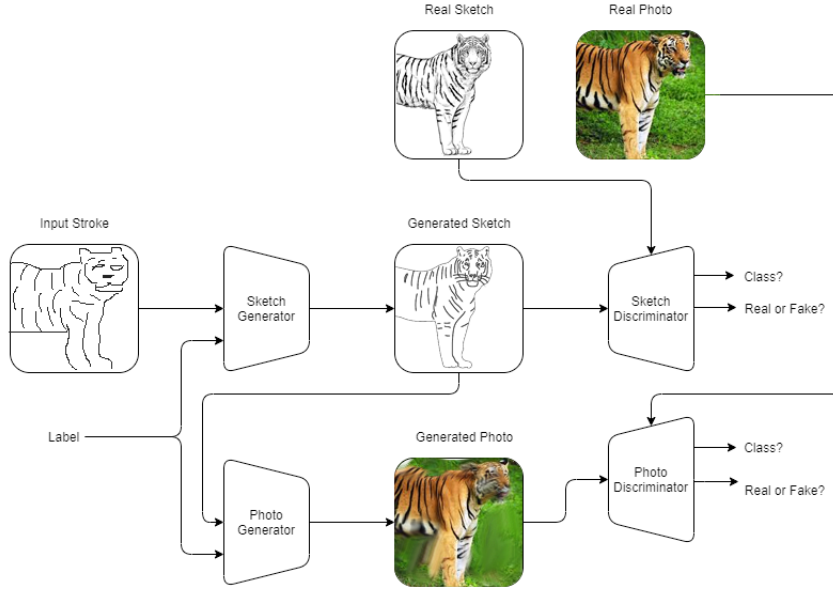 Real Sketch
Real Photo
Input Stroke
Generated Sketch
Sketch
Generator
Sketch
Discriminator
Class?
Real or Fake?
Label
Generated Photo
Photo
Generator
Photo
Discriminator
Class?
Real or Fake?